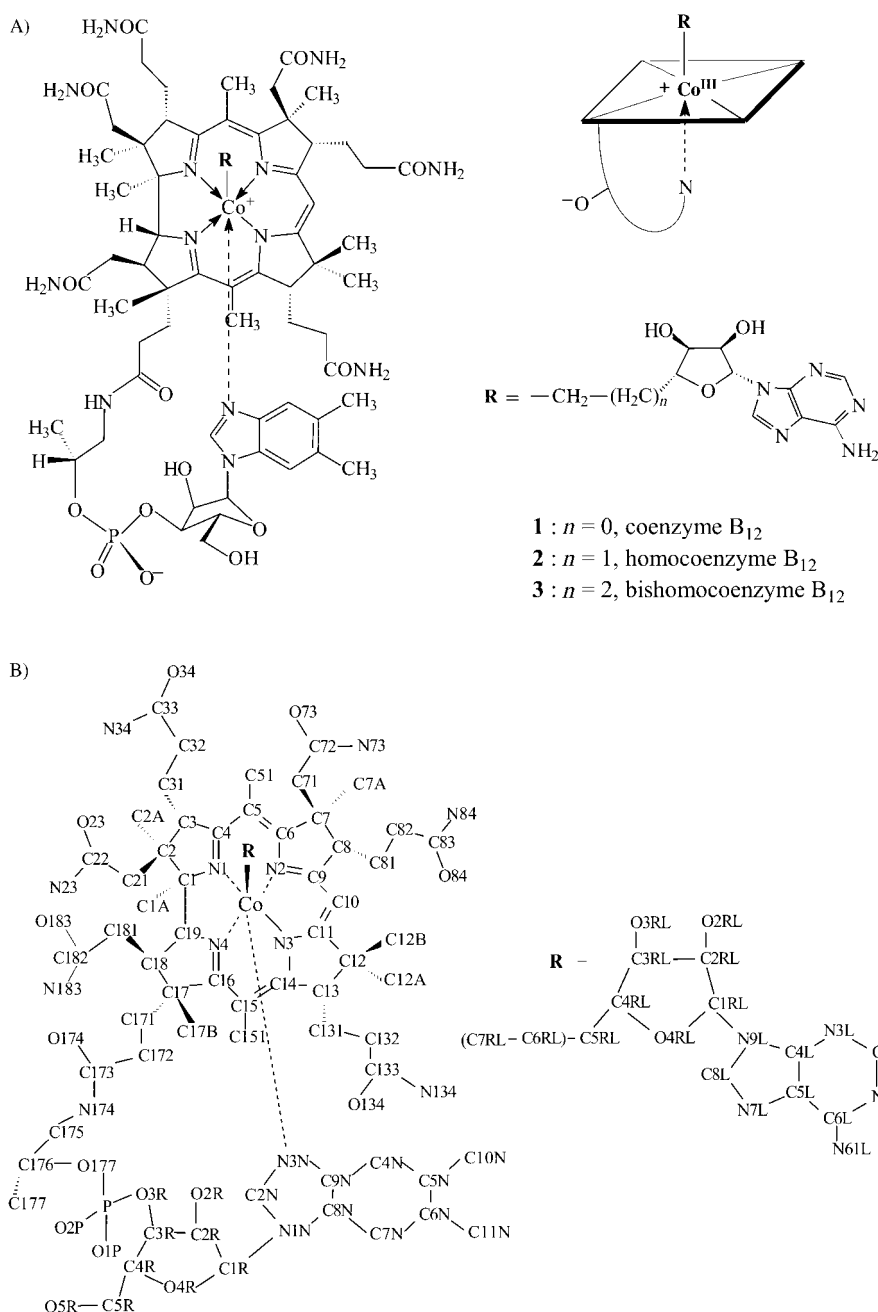 A)
H₂NOC
H₂NOC
CH₃
CONH₂
CH₃
H₂NOC
R
H₃C
N
N
CONH₂
H₃C
Co⁺
H
N
N
CH₃
H₂NOC
CH₃
H₃C
CH₃
CONH₂
O
HN
N
CH₃
H₃C
H
N
CH₃
HO
O
O
O
P
O
O⁻
OH
R
+ Coᴵᴵᴵ
N
⁻O
HO
OH
R = —CH₂—(H₂C)ₙ
O
N
N
N
N
NH₂
1 : n = 0, coenzyme B₁₂
2 : n = 1, homocoenzyme B₁₂
3 : n = 2, bishomocoenzyme B₁₂
B)
O34
C33
N34
C32
O73
C72
N73
C31
C51
C71
C7A
O23
C2A
C3
C4
C5
C6
C7
N84
C82
C83
C22
C2
R
C8
N23
C21
N1
N2
C9
C81
O84
C1
C1A
Co
C10
O183
C181
C19
N4
N3
C11
C12B
C182
C18
C12
N183
C16
C14
C12A
C17
C15
C13
C171
C17B
C151
C131
C132
O174
C172
C133
C173
O134
N134
N174
C175
C176
O177
N3N
C4N
C10N
C177
O3R
O2R
C9N
C5N
P
C2N
O2P
C8N
C6N
C3R
C2R
N1N
C7N
C11N
O1P
C4R
C1R
O4R
O5R
C5R
O3RL
O2RL
R –
C3RL
C2RL
C4RL
C1RL
(C7RL – C6RL) – C5RL
O4RL
N9L
N3L
C4L
C8L
C5L
N7L
C6L
N61L